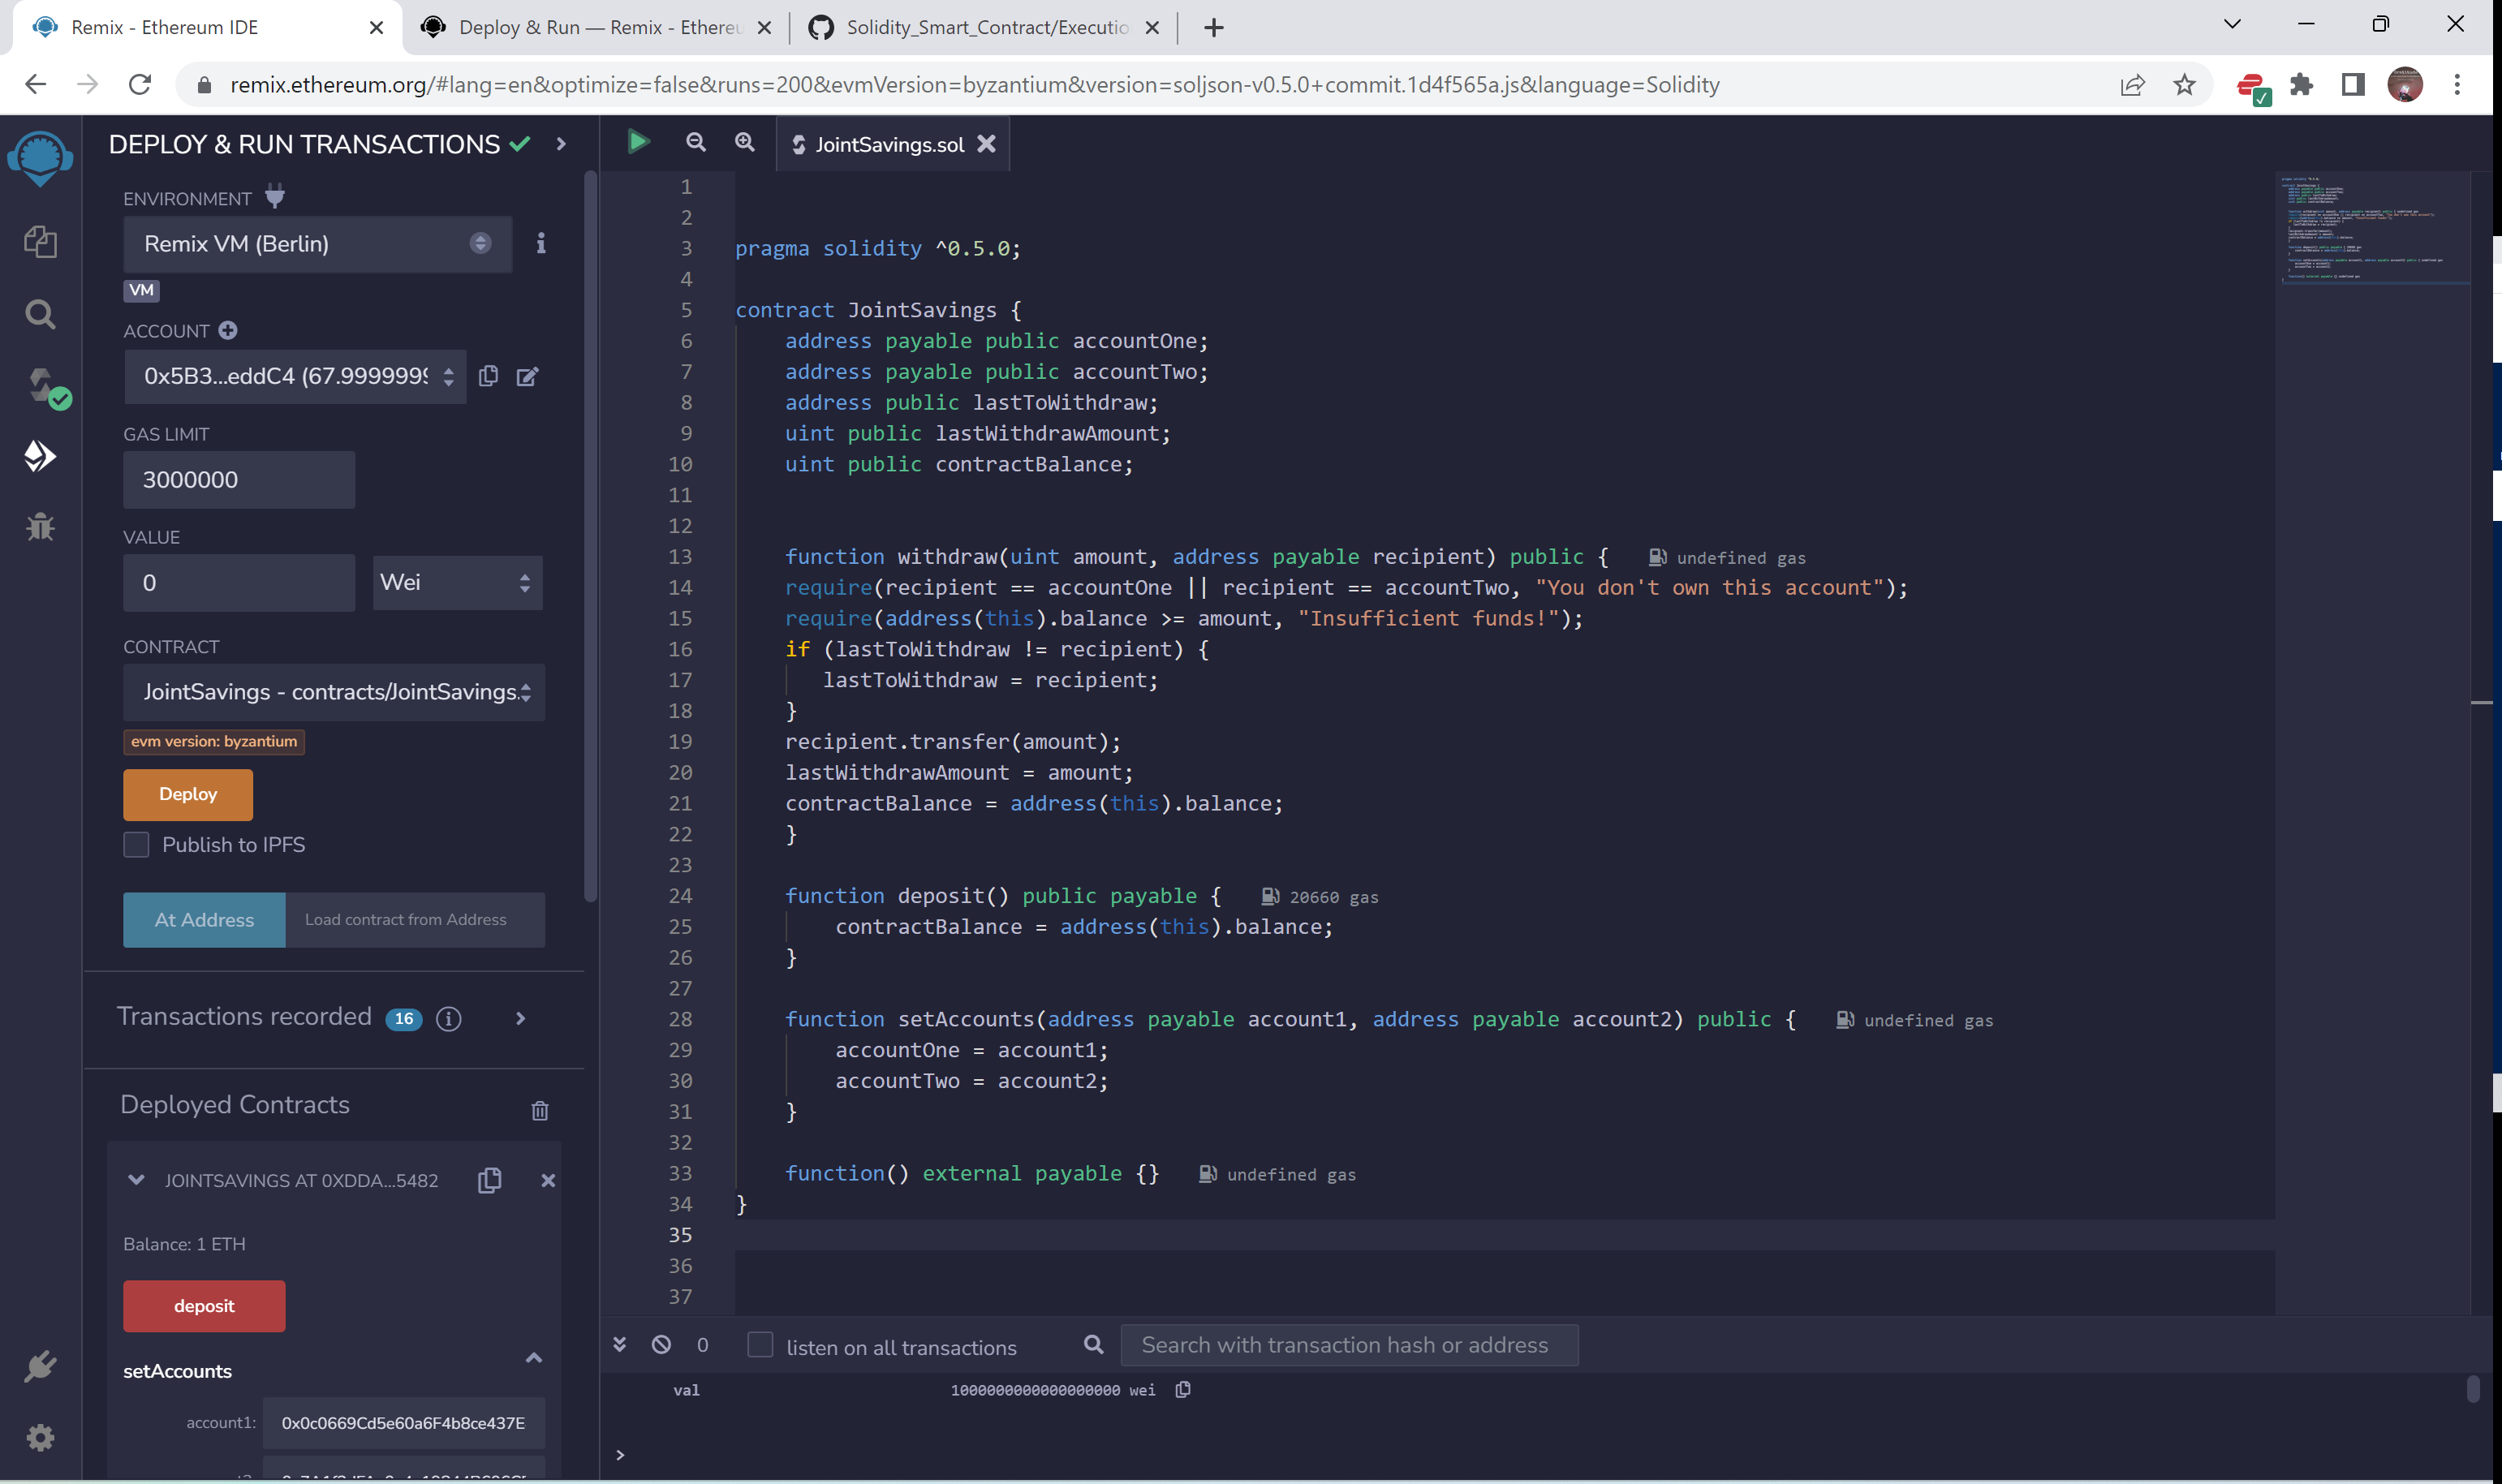 Remix - Ethereum IDE
Deploy & Run — Remix - Ethereu
Solidity_Smart_Contract/Executio
remix.ethereum.org/#lang=en&optimize=false&runs=200&evmVersion=byzantium&version=soljson-v0.5.0+commit.1d4f565a.js&language=Solidity
DEPLOY & RUN TRANSACTIONS
ENVIRONMENT
Remix VM (Berlin)
VM
ACCOUNT
0x5B3...eddC4 (67.9999999
GAS LIMIT
3000000
VALUE
0
Wei
CONTRACT
JointSavings - contracts/JointSavings.
evm version: byzantium
Deploy
Publish to IPFS
At Address
Load contract from Address
Transactions recorded 16
Deployed Contracts
JOINTSAVINGS AT 0XDDA...5482
Balance: 1 ETH
deposit
setAccounts
account1: 0x0c0669Cd5e60a6F4b8ce437E
JointSavings.sol
1
2
3 pragma solidity ^0.5.0;
4
5 contract JointSavings {
6 address payable public accountOne;
7 address payable public accountTwo;
8 address public lastToWithdraw;
9 uint public lastWithdrawAmount;
10 uint public contractBalance;
11
12
13 function withdraw(uint amount, address payable recipient) public { undefined gas
14 require(recipient == accountOne || recipient == accountTwo, "You don't own this account");
15 require(address(this).balance >= amount, "Insufficient funds!");
16 if (lastToWithdraw != recipient) {
17 lastToWithdraw = recipient;
18 }
19 recipient.transfer(amount);
20 lastWithdrawAmount = amount;
21 contractBalance = address(this).balance;
22 }
23
24 function deposit() public payable { 20660 gas
25 contractBalance = address(this).balance;
26 }
27
28 function setAccounts(address payable account1, address payable account2) public { undefined gas
29 accountOne = account1;
30 accountTwo = account2;
31 }
32
33 function() external payable {} undefined gas
34 }
35
36
37
0
listen on all transactions
Search with transaction hash or address
val 1000000000000000000 wei
>